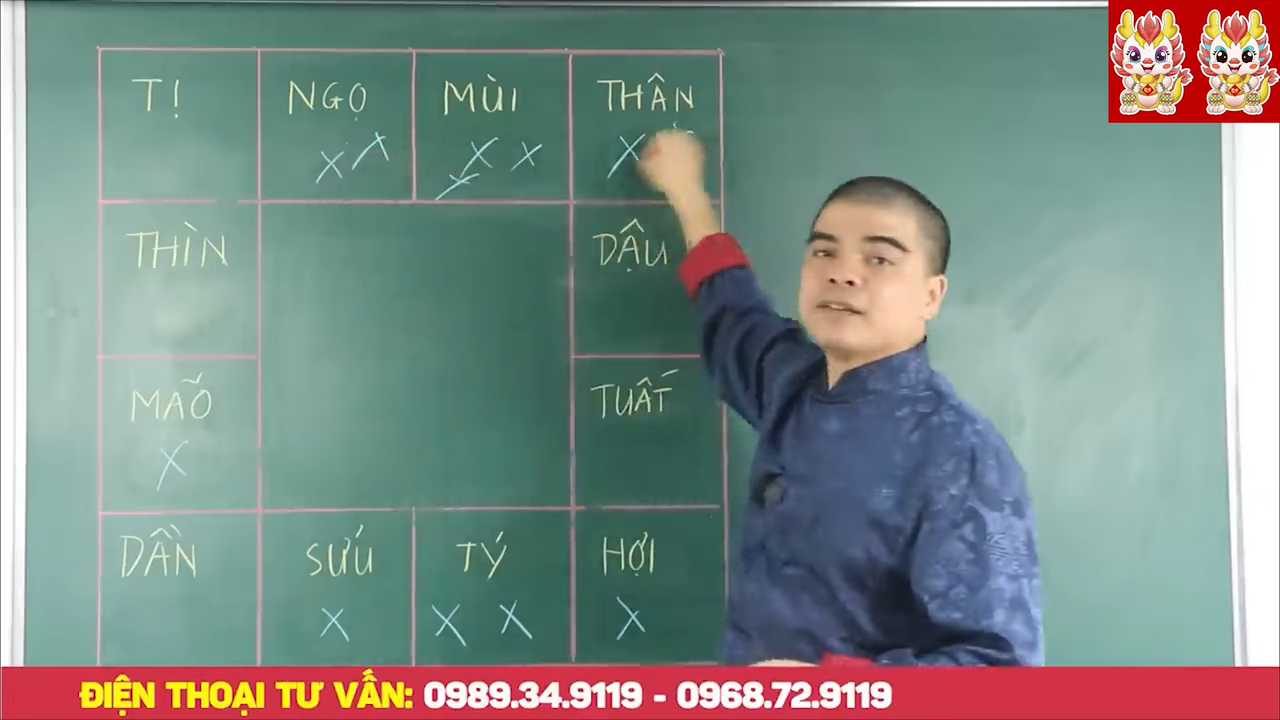 TỊ NGỌ MÙI THÂN
X X X X X X
THÌN DẬU
MÃO TUẤT
X
DẦN SỬU TÝ HỢI
X X X X
ĐIỆN THOẠI TƯ VẤN: 0989.34.9119 - 0968.72.9119